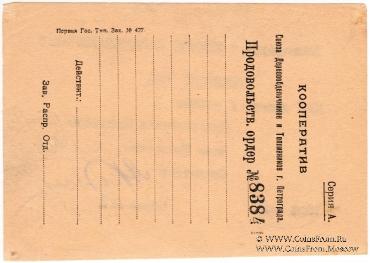 Серия А.
КООПЕРАТИВ
Союза Деревообделочников и Топливников г. Петрограда.
Продовольств. ордер № 8384
Действит.:
Зав. Распр. Отд.
Первая Гос. Тип. Зак. № 477.
© www.CoinsFrom.Ru
CoinsFrom.Moscow